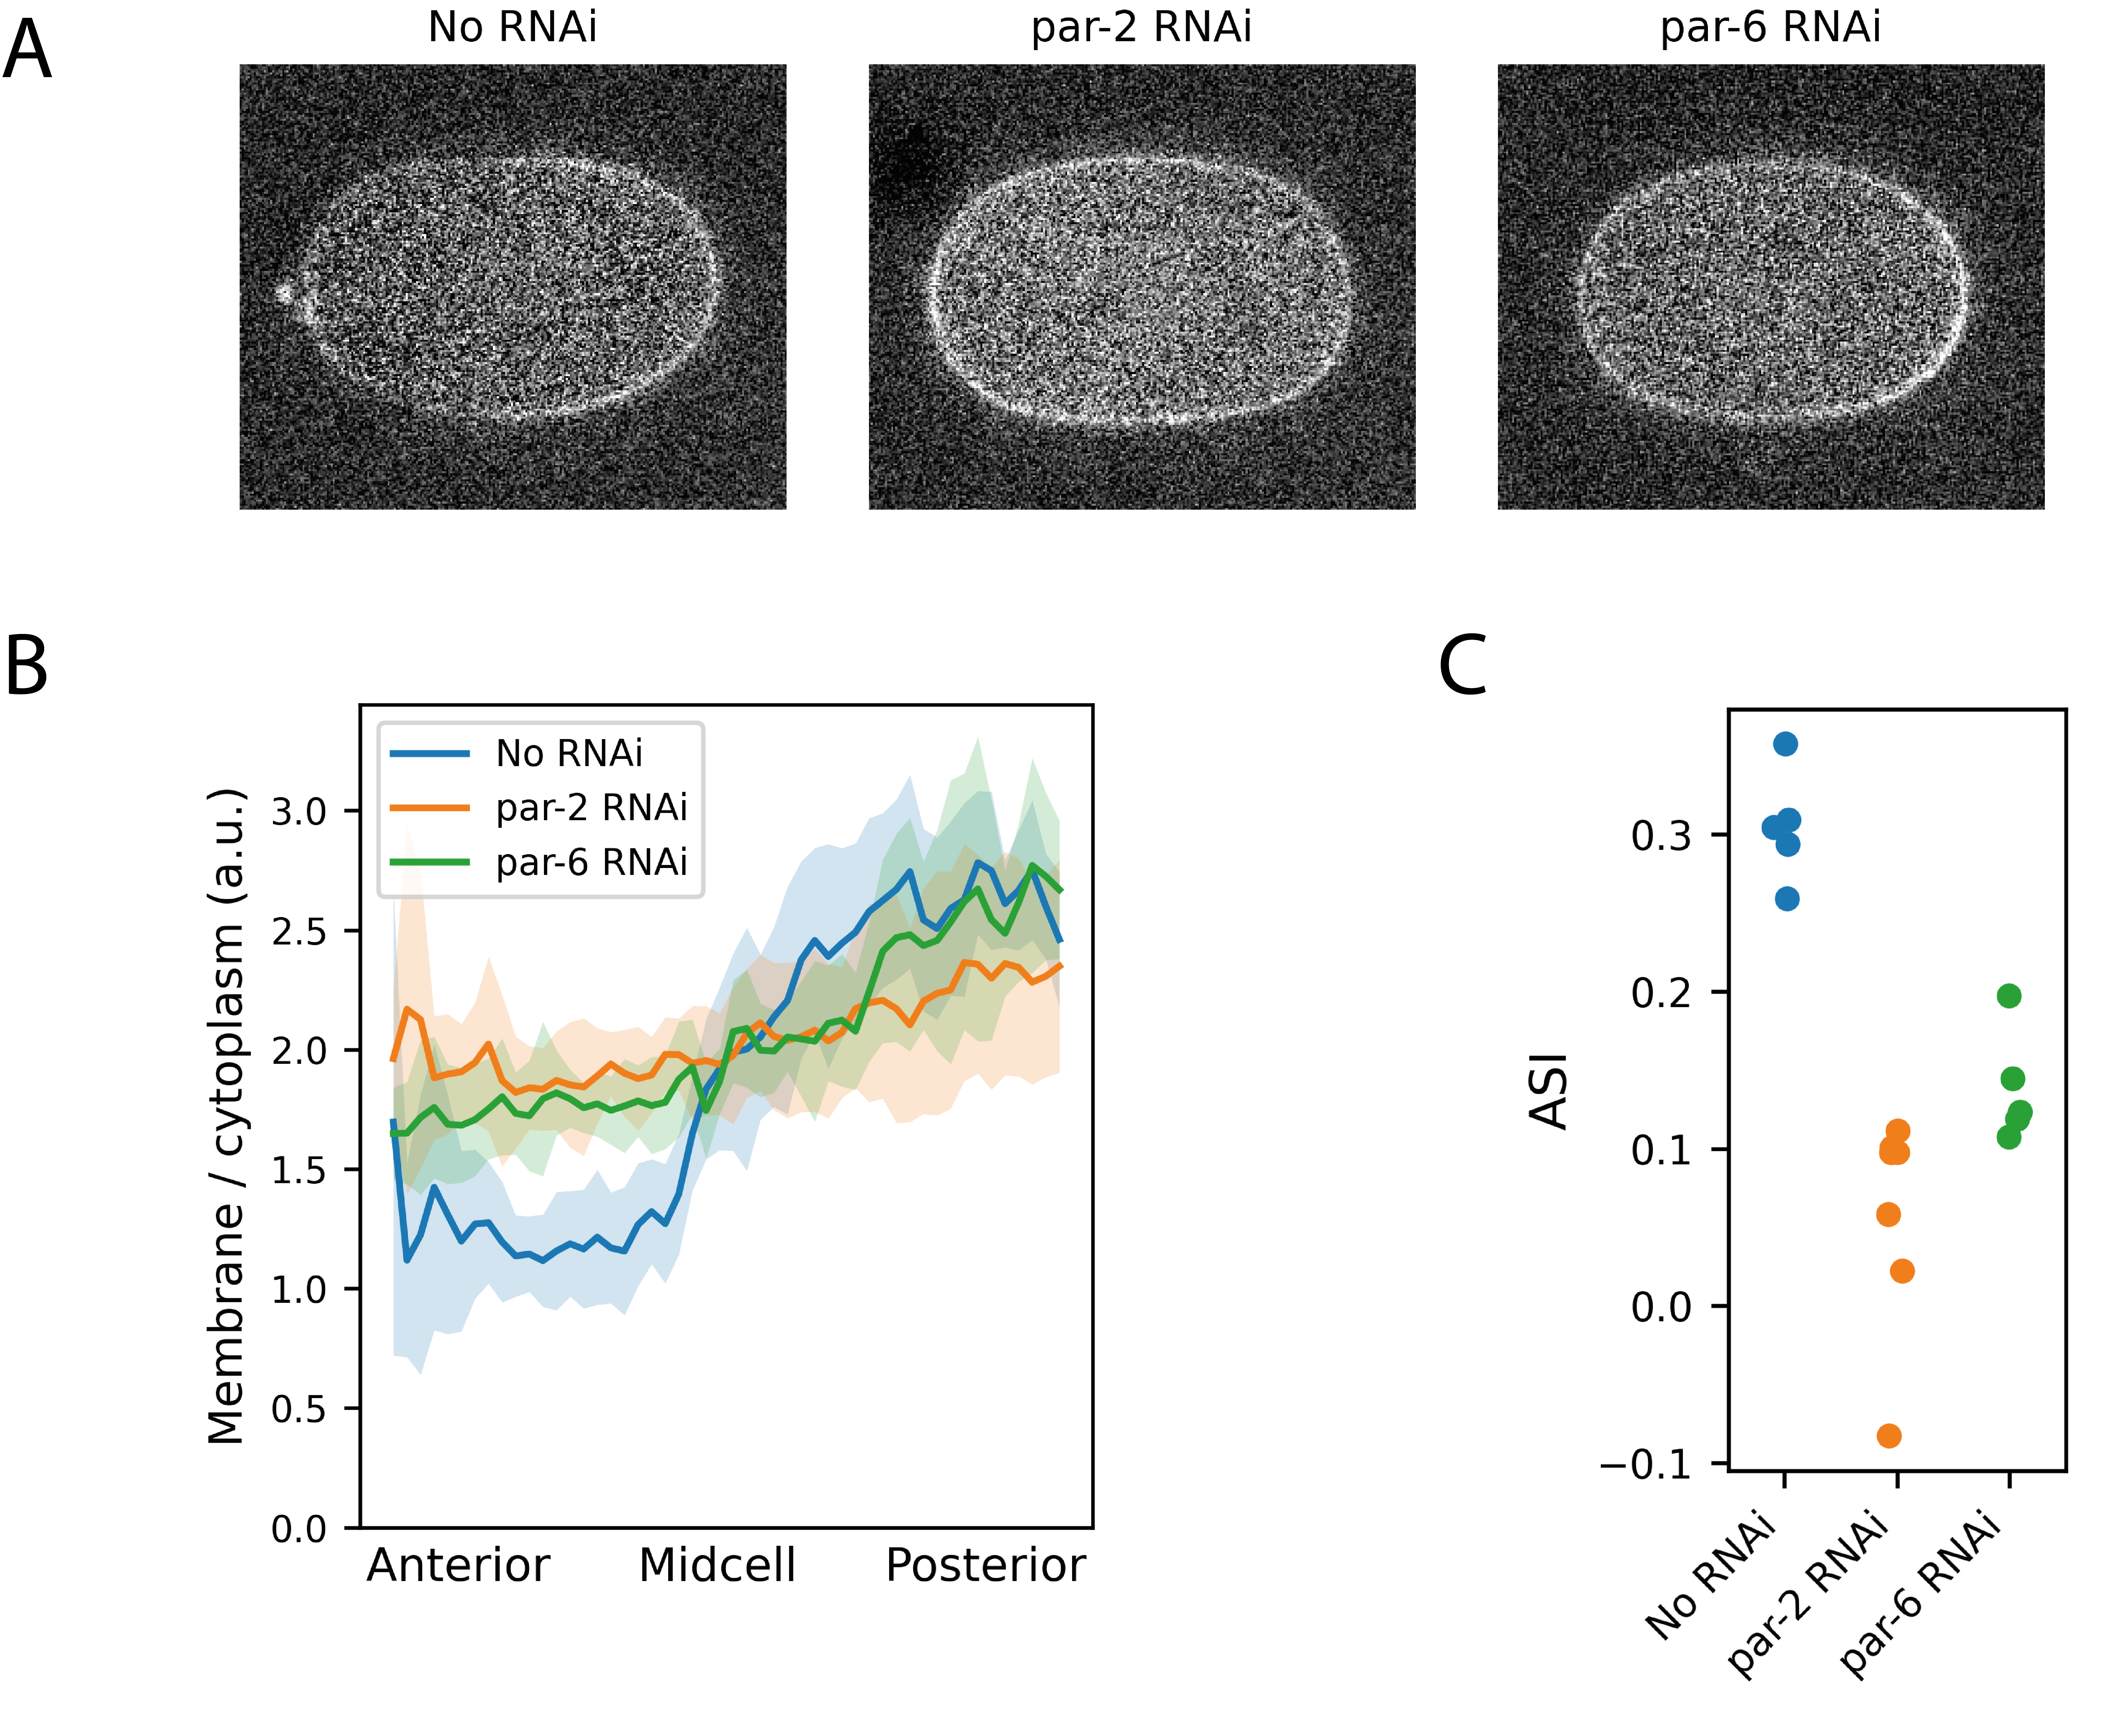 A
No RNAi
par-2 RNAi
par-6 RNAi
B
Membrane / cytoplasm (a.u.)
3.0
2.5
2.0
1.5
1.0
0.5
0.0
No RNAi
par-2 RNAi
par-6 RNAi
Anterior
Midcell
Posterior
C
ASI
0.3
0.2
0.1
0.0
−0.1
No RNAi
par-2 RNAi
par-6 RNAi